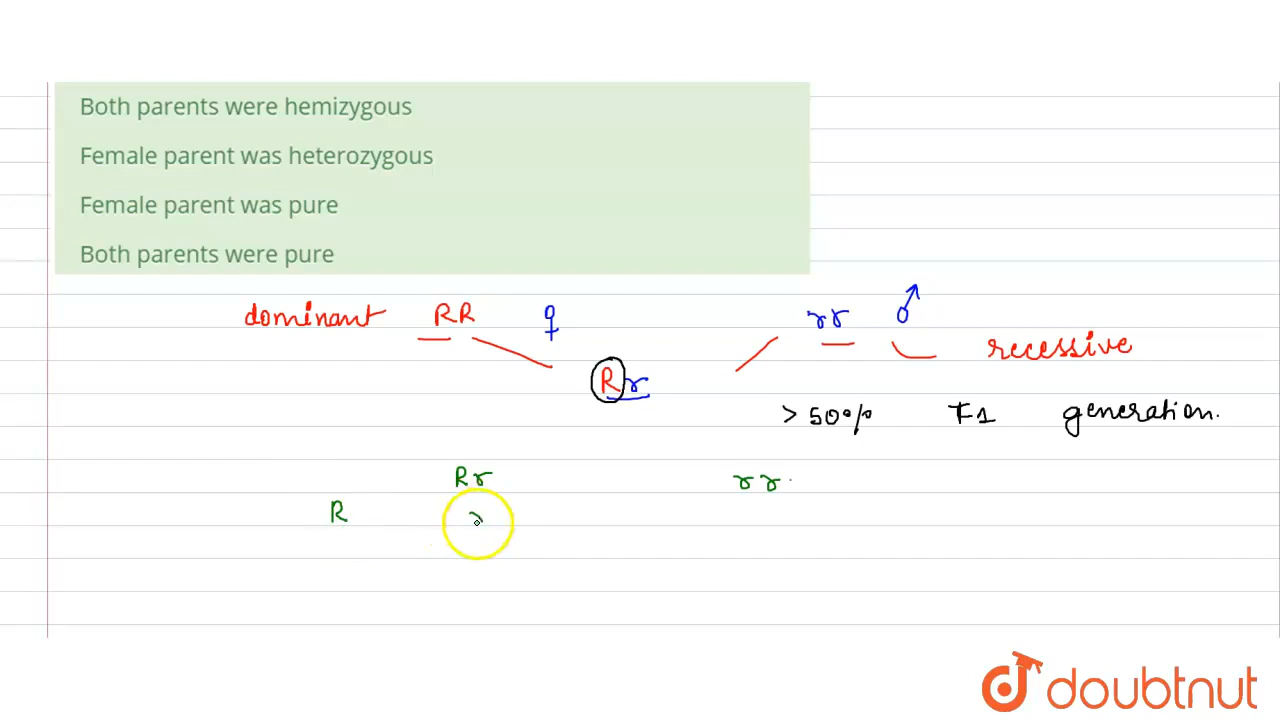 Both parents were hemizygous
Female parent was heterozygous
Female parent was pure
Both parents were pure
dominant RR ♀ rr ♂
recessive
Rr
> 50% F1 generation.
Rr rr.
R
doubtnut